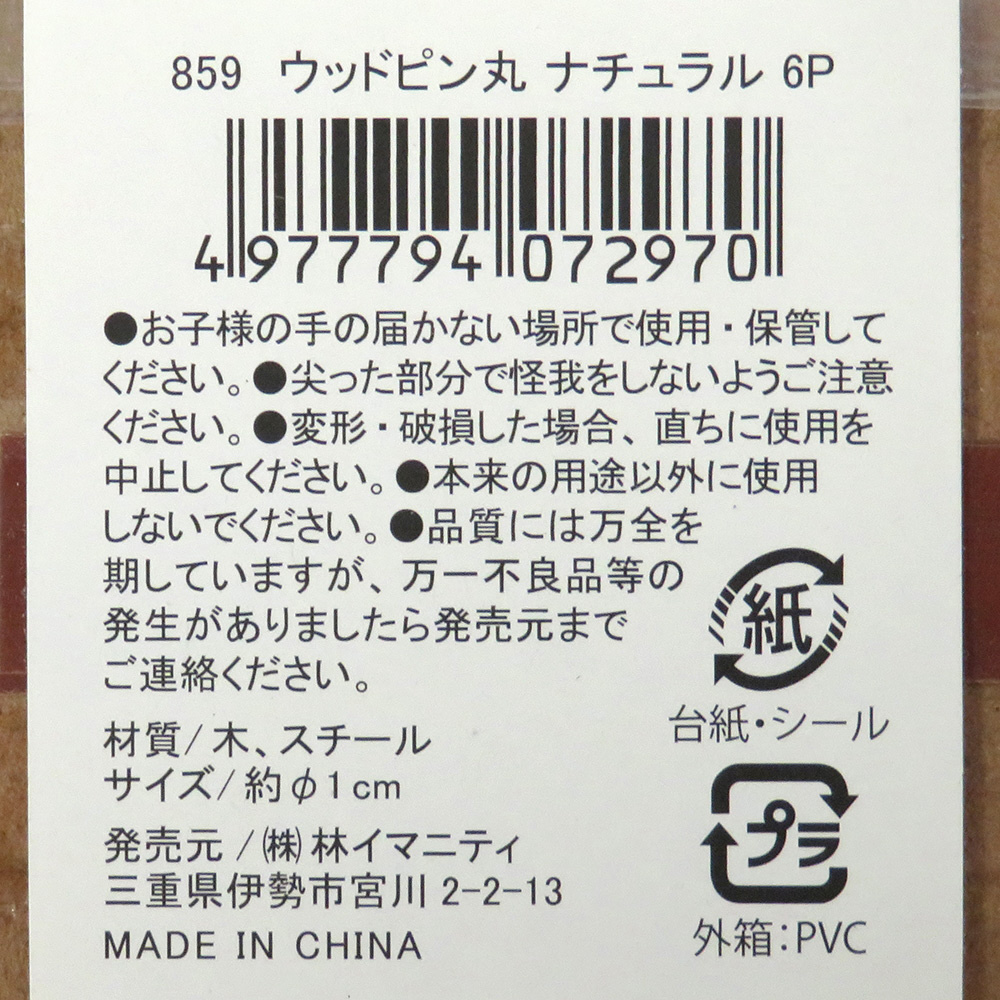 859 ウッドピン丸 ナチュラル 6P
4 977794 072970
●お子様の手の届かない場所で使用・保管して
ください。●尖った部分で怪我をしないようご注意
ください。●変形・破損した場合、直ちに使用を
中止してください。●本来の用途以外に使用
しないでください。●品質には万全を
期していますが、万一不良品等の
発生がありましたら発売元まで
ご連絡ください。
紙
台紙・シール
材質/木、スチール
サイズ/約φ1cm
プラ
外箱:PVC
発売元/㈱林イマニティ
三重県伊勢市宮川2-2-13
MADE IN CHINA